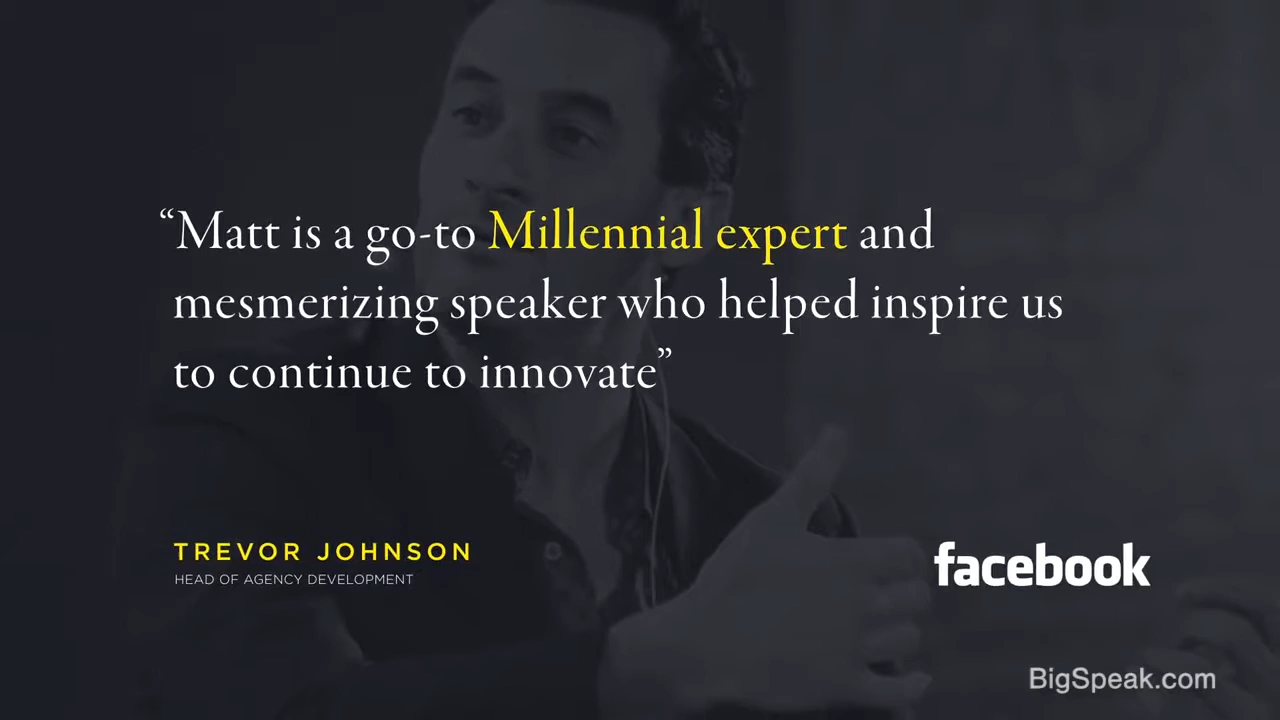 “Matt is a go-to Millennial expert and
mesmerizing speaker who helped inspire us
to continue to innovate”
TREVOR JOHNSON
HEAD OF AGENCY DEVELOPMENT
facebook
BigSpeak.com